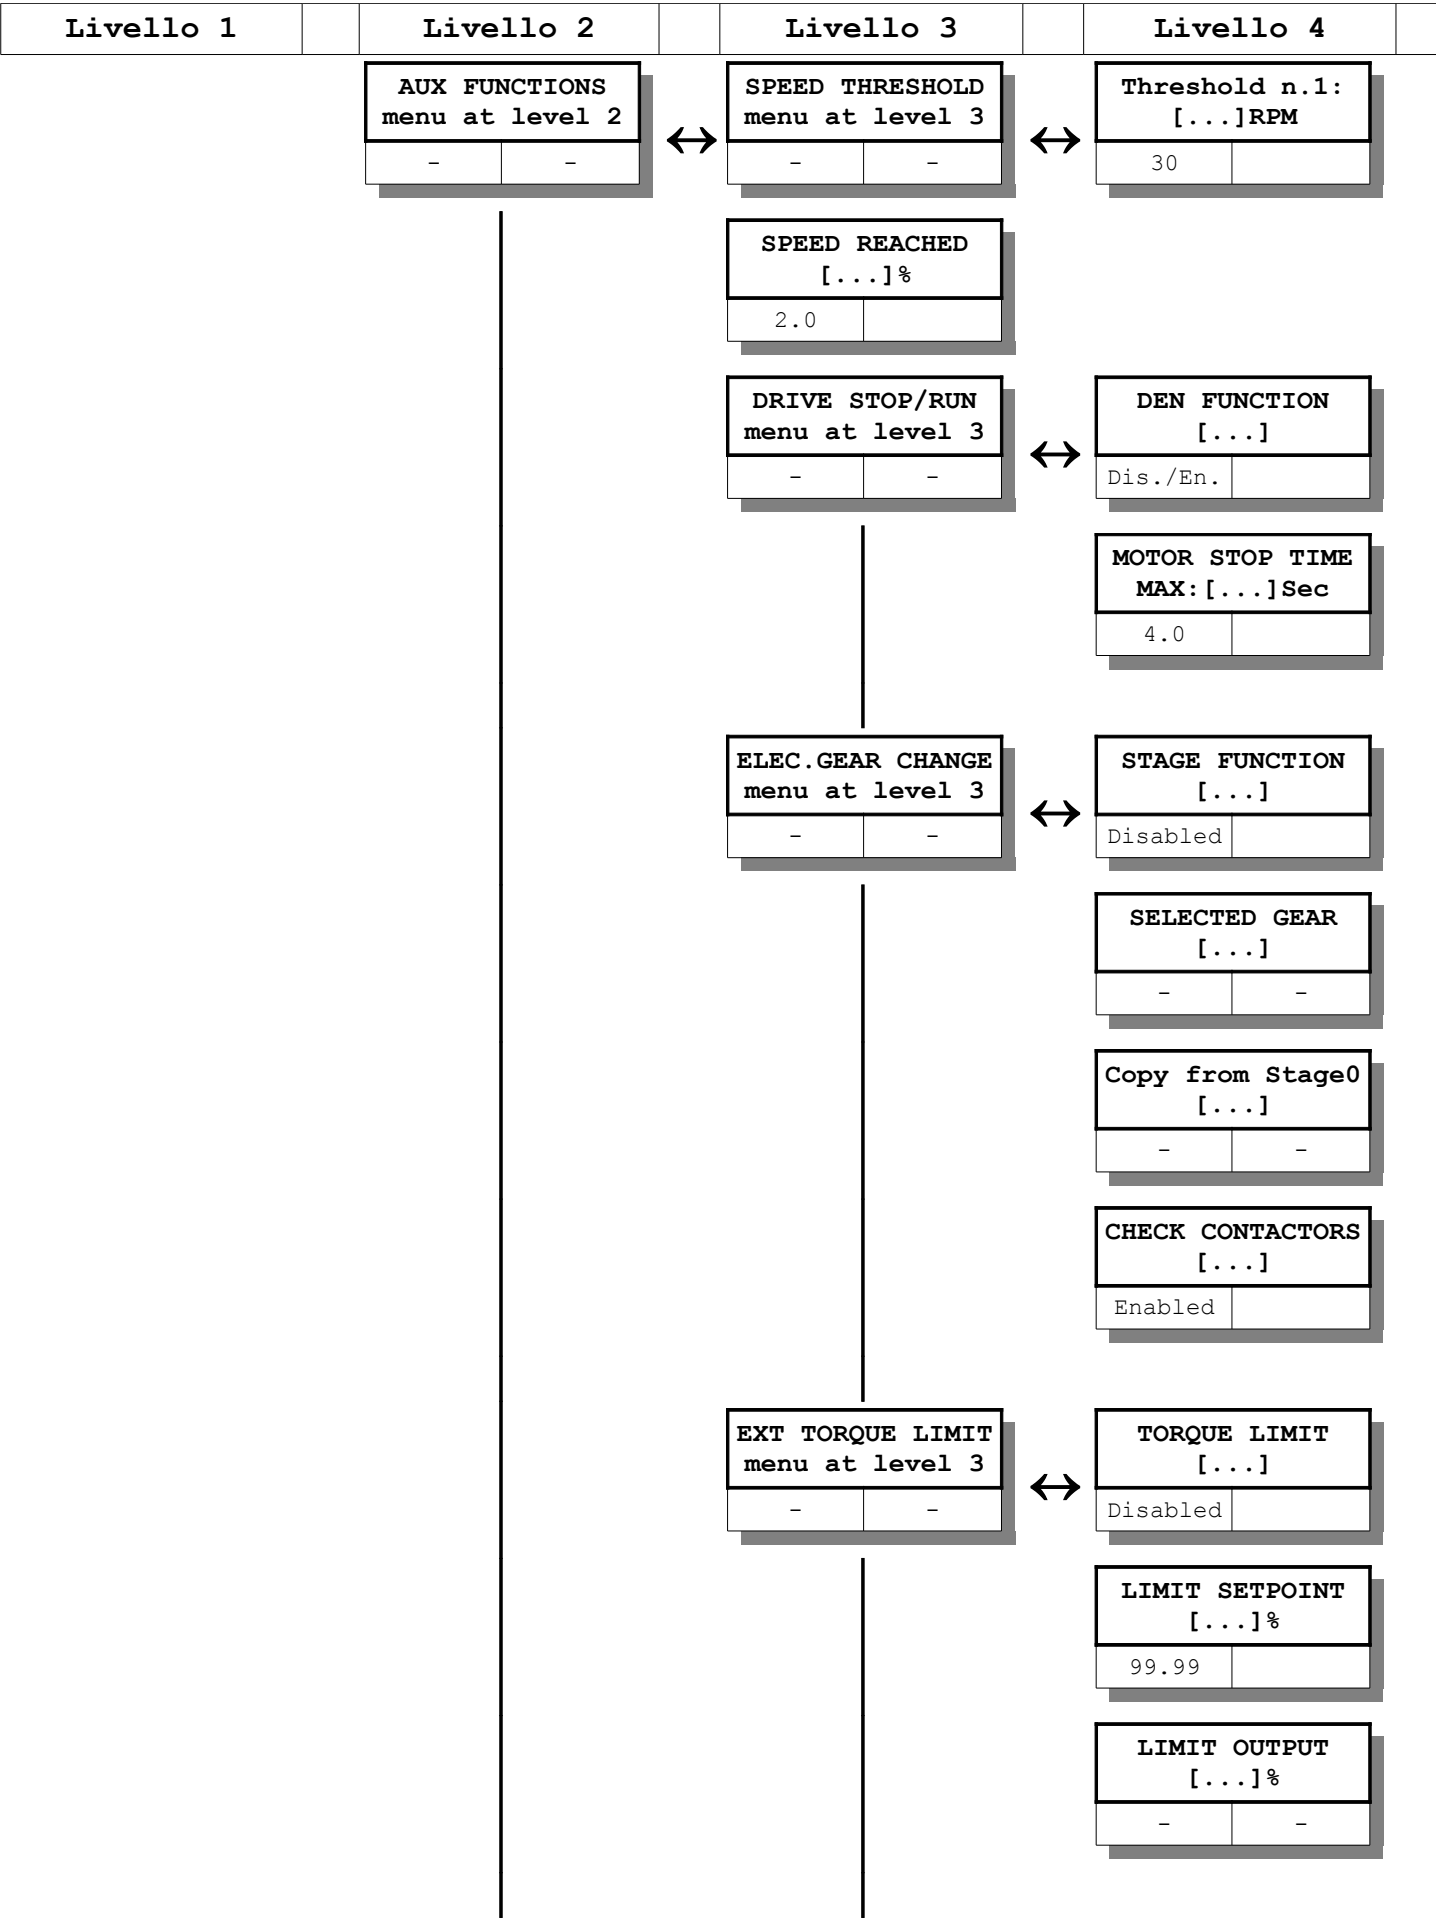 Livello 1
Livello 2
Livello 3
Livello 4
AUX FUNCTIONS
menu at level 2
- -
SPEED THRESHOLD
menu at level 3
- -
Threshold n.1:
[...]RPM
30
SPEED REACHED
[...]%
2.0
DRIVE STOP/RUN
menu at level 3
- -
DEN FUNCTION
[...]
Dis./En.
MOTOR STOP TIME
MAX:[...]Sec
4.0
ELEC.GEAR CHANGE
menu at level 3
- -
STAGE FUNCTION
[...]
Disabled
SELECTED GEAR
[...]
- -
Copy from Stage0
[...]
- -
CHECK CONTACTORS
[...]
Enabled
EXT TORQUE LIMIT
menu at level 3
- -
TORQUE LIMIT
[...]
Disabled
LIMIT SETPOINT
[...]%
99.99
LIMIT OUTPUT
[...]%
- -